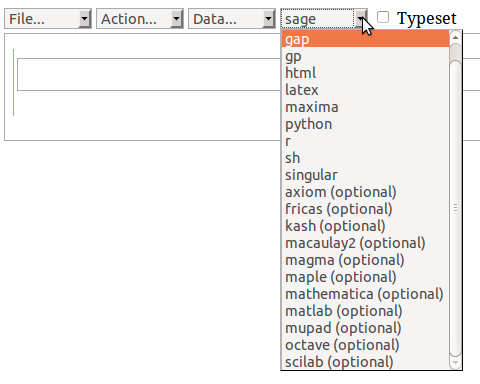 File... Action... Data... sage Typeset
gap
gp
html
latex
maxima
python
r
sh
singular
axiom (optional)
fricas (optional)
kash (optional)
macaulay2 (optional)
magma (optional)
maple (optional)
mathematica (optional)
matlab (optional)
mupad (optional)
octave (optional)
scilab (optional)